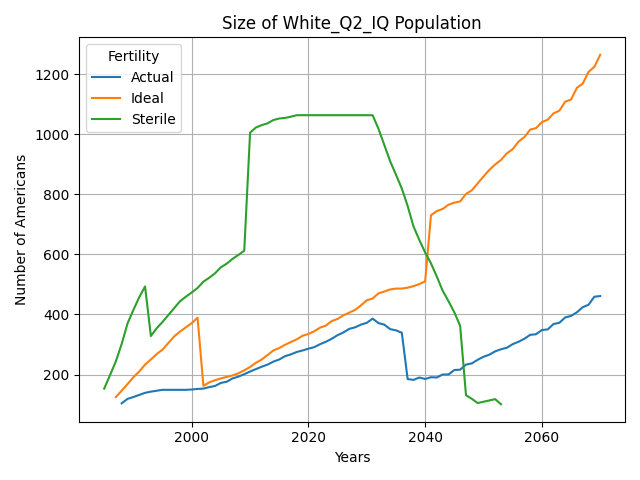 Size of White_Q2_IQ Population
Fertility
Actual
Ideal
Sterile
Number of Americans
1200
1000
800
600
400
200
2000
2020
2040
2060
Years